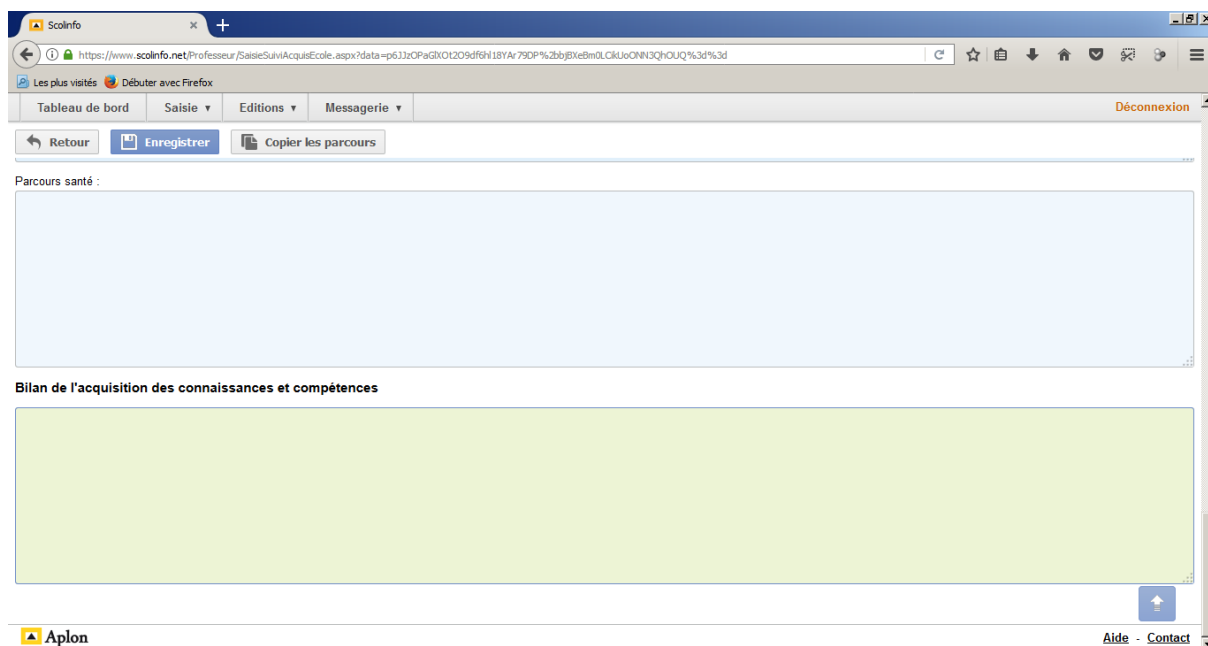 Scolinfo
https://www.scolinfo.net/Professeur/SaisieSuiviAcquisEcole.aspx?data=p6JJzOPaGlXOt2O9df6hl18YAr79DP%2bbjBXeBm0LCikUoONN3QhOUQ%3d%3d
Les plus visités Débuter avec Firefox
Tableau de bord Saisie Editions Messagerie Déconnexion
Retour Enregistrer Copier les parcours
Parcours santé :
Bilan de l'acquisition des connaissances et compétences
Aplon Aide - Contact